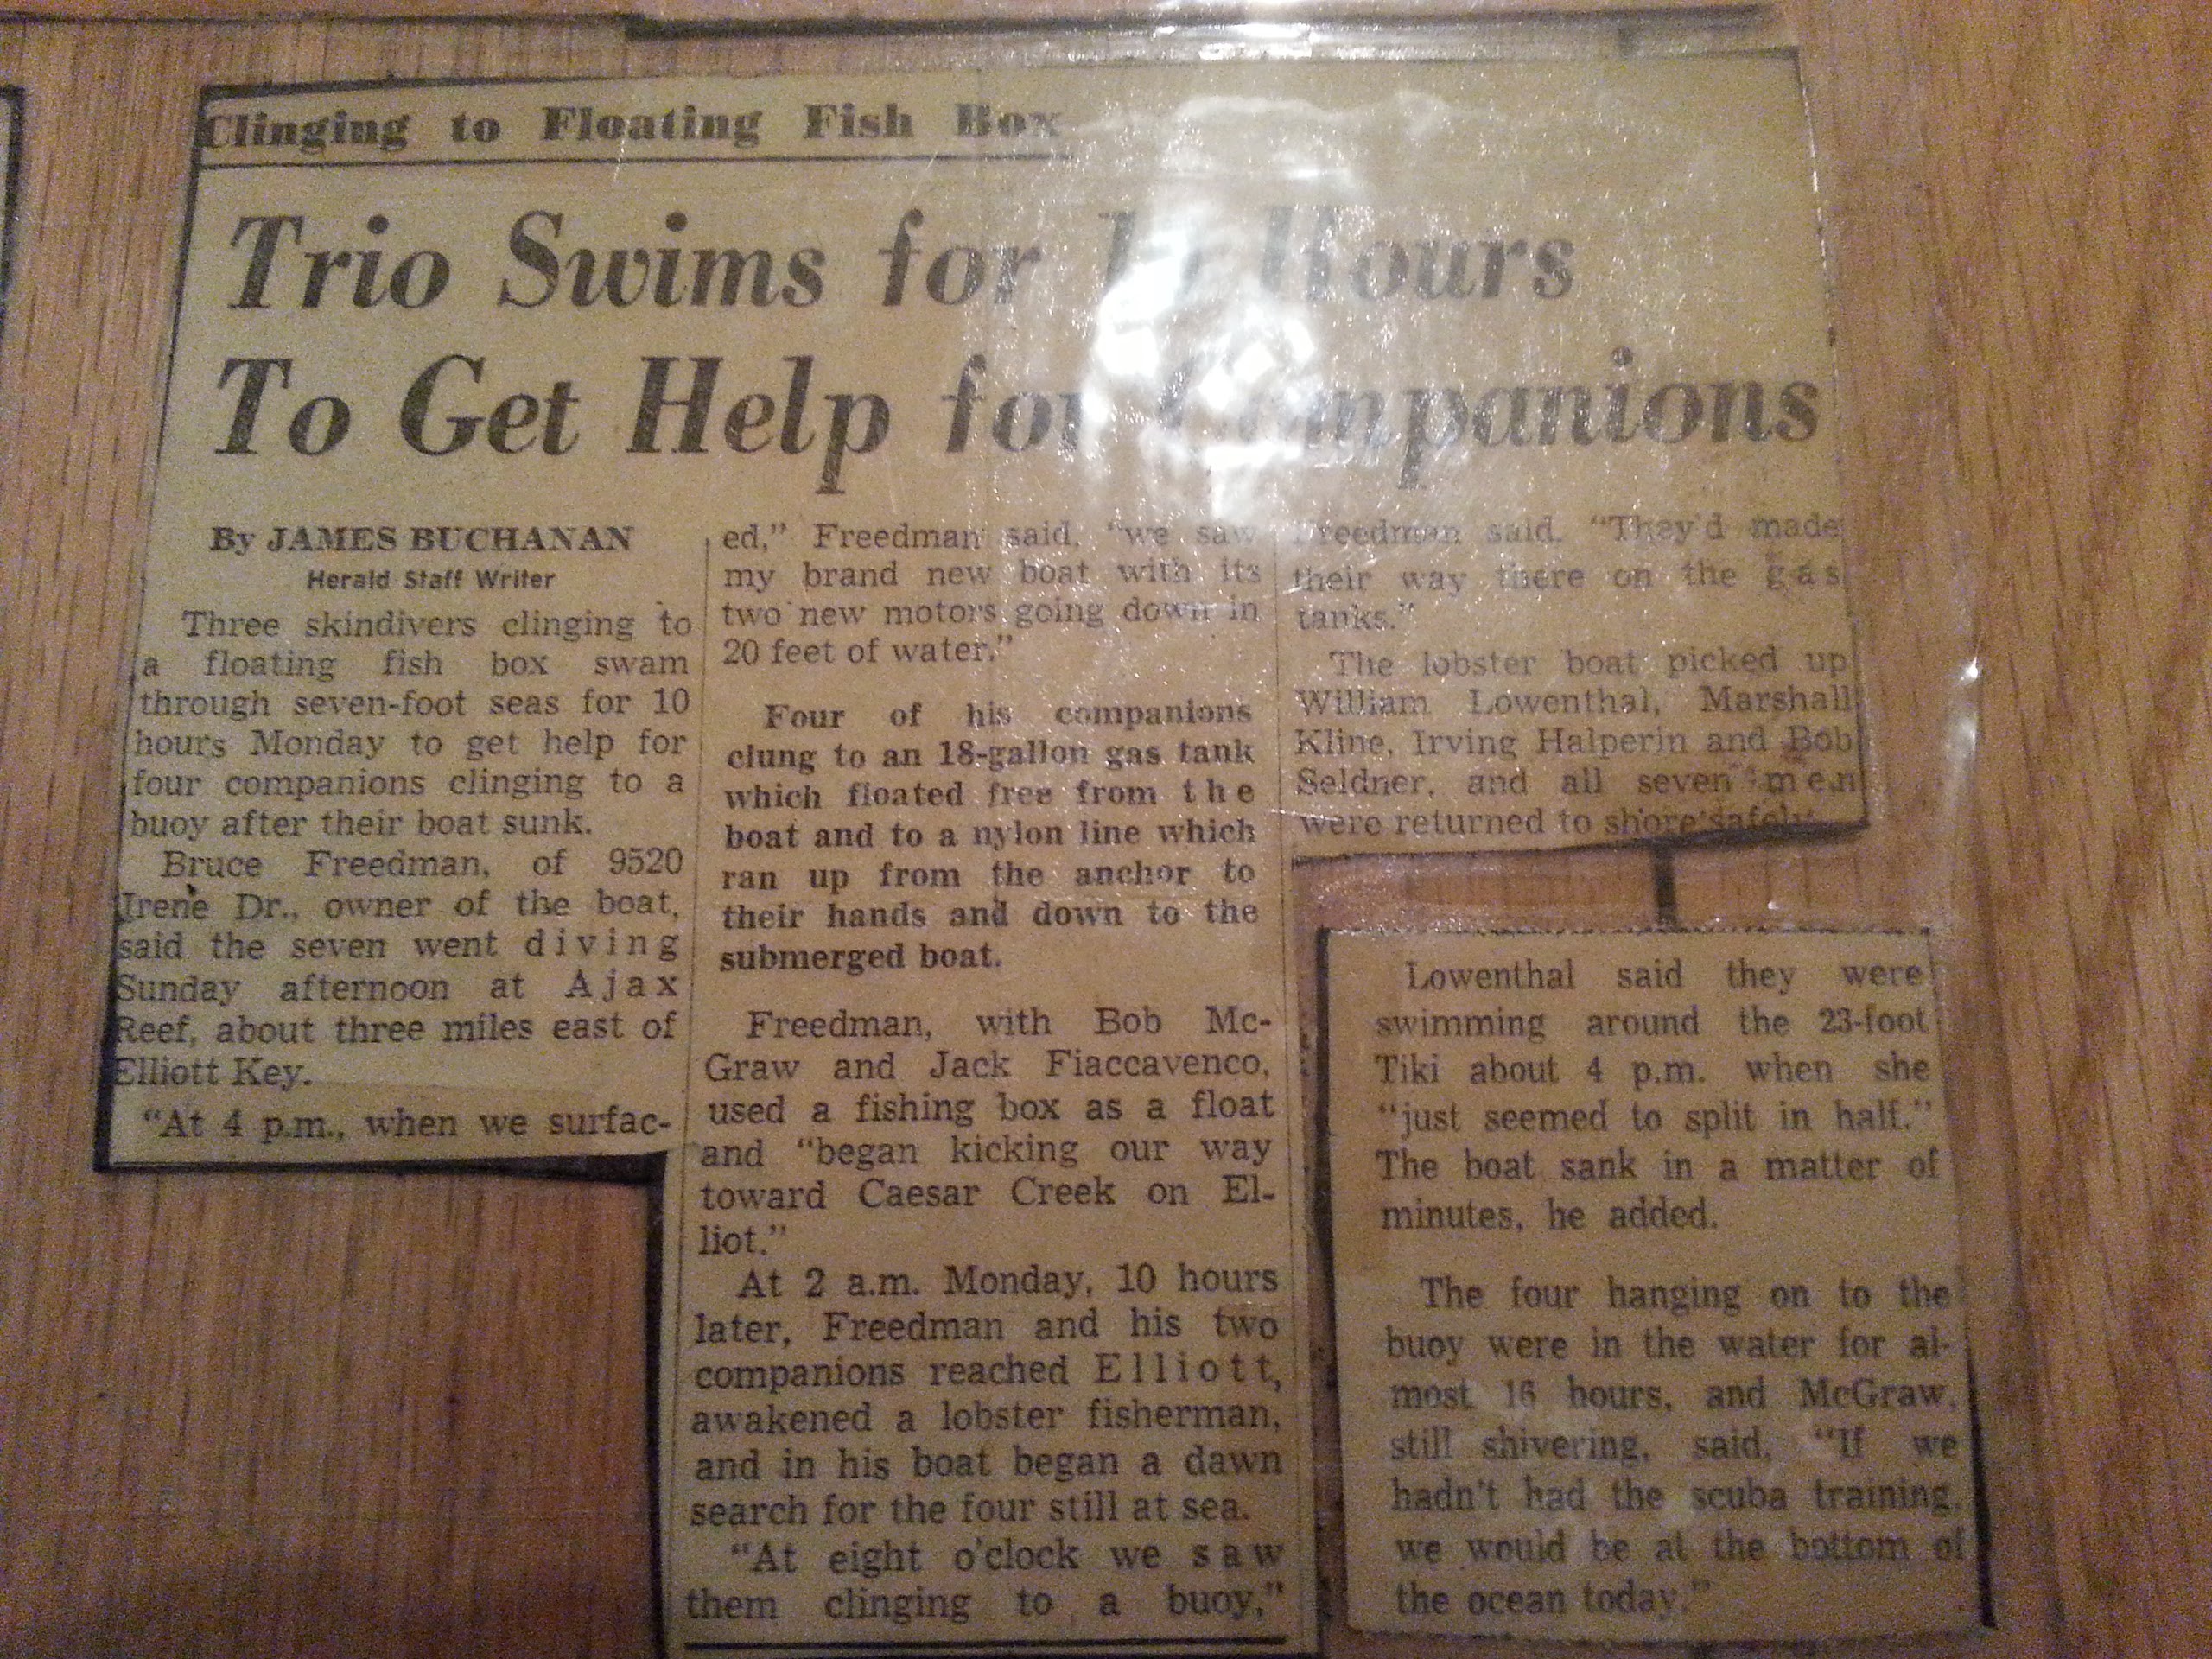 Clinging to Floating Fish Box
Trio Swims for Hours
To Get Help for Companions
By JAMES BUCHANAN
Herald Staff Writer
Three skindivers clinging to
a floating fish box swam
through seven-foot seas for 10
hours Monday to get help for
four companions clinging to a
buoy after their boat sunk.
Bruce Freedman, of 9520
Irene Dr., owner of the boat,
said the seven went diving
Sunday afternoon at Ajax
Reef, about three miles east of
Elliott Key.
“At 4 p.m., when we surfac-
ed,” Freedman said, “we saw
my brand new boat with its
two new motors going down in
20 feet of water.”
Four of his companions
clung to an 18-gallon gas tank
which floated free from the
boat and to a nylon line which
ran up from the anchor to
their hands and down to the
submerged boat.
Freedman, with Bob Mc-
Graw and Jack Fiaccavenco,
used a fishing box as a float
and “began kicking our way
toward Caesar Creek on El-
liot.”
At 2 a.m. Monday, 10 hours
later, Freedman and his two
companions reached Elliott,
awakened a lobster fisherman,
and in his boat began a dawn
search for the four still at sea.
“At eight o'clock we saw
them clinging to a buoy,”
Freedman said. “They'd made
their way there on the gas
tanks.”
The lobster boat picked up
William Lowenthal, Marshall
Kline, Irving Halperin and Bob
Seldner, and all seven men
were returned to shore safely.
Lowenthal said they were
swimming around the 23-foot
Tiki about 4 p.m. when she
“just seemed to split in half.”
The boat sank in a matter of
minutes, he added.
The four hanging on to the
buoy were in the water for al-
most 16 hours, and McGraw,
still shivering, said, “If we
hadn't had the scuba training,
we would be at the bottom of
the ocean today.”